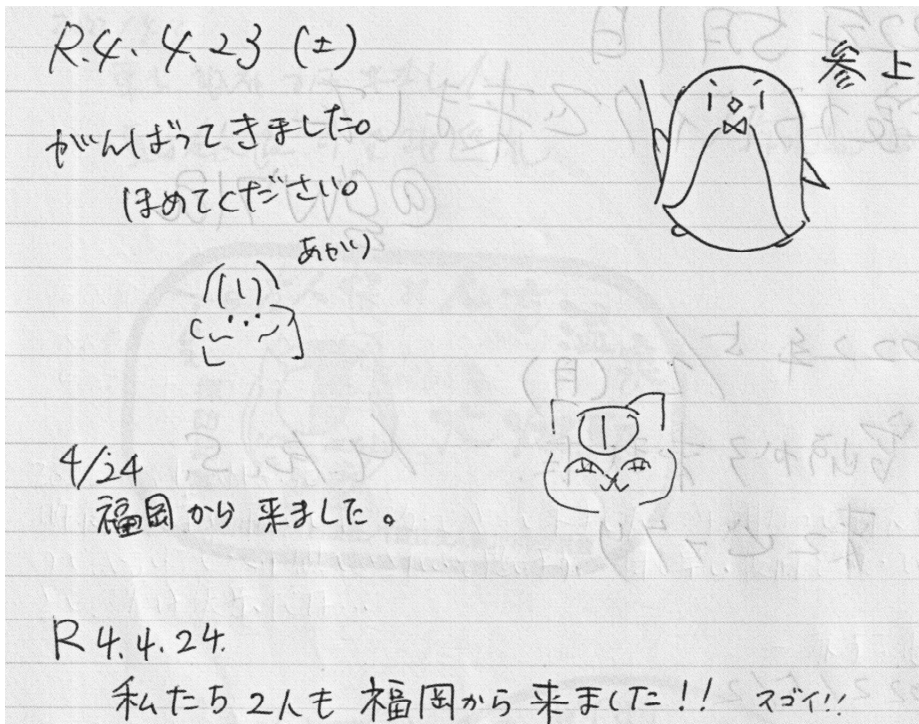 R.4. 4.23 (土)
参上
がんばってきました。
ほめてください。
あかり
4/24
福岡から来ました。
R 4.4.24.
私たち2人も福岡から来ました!! スゴイ!!